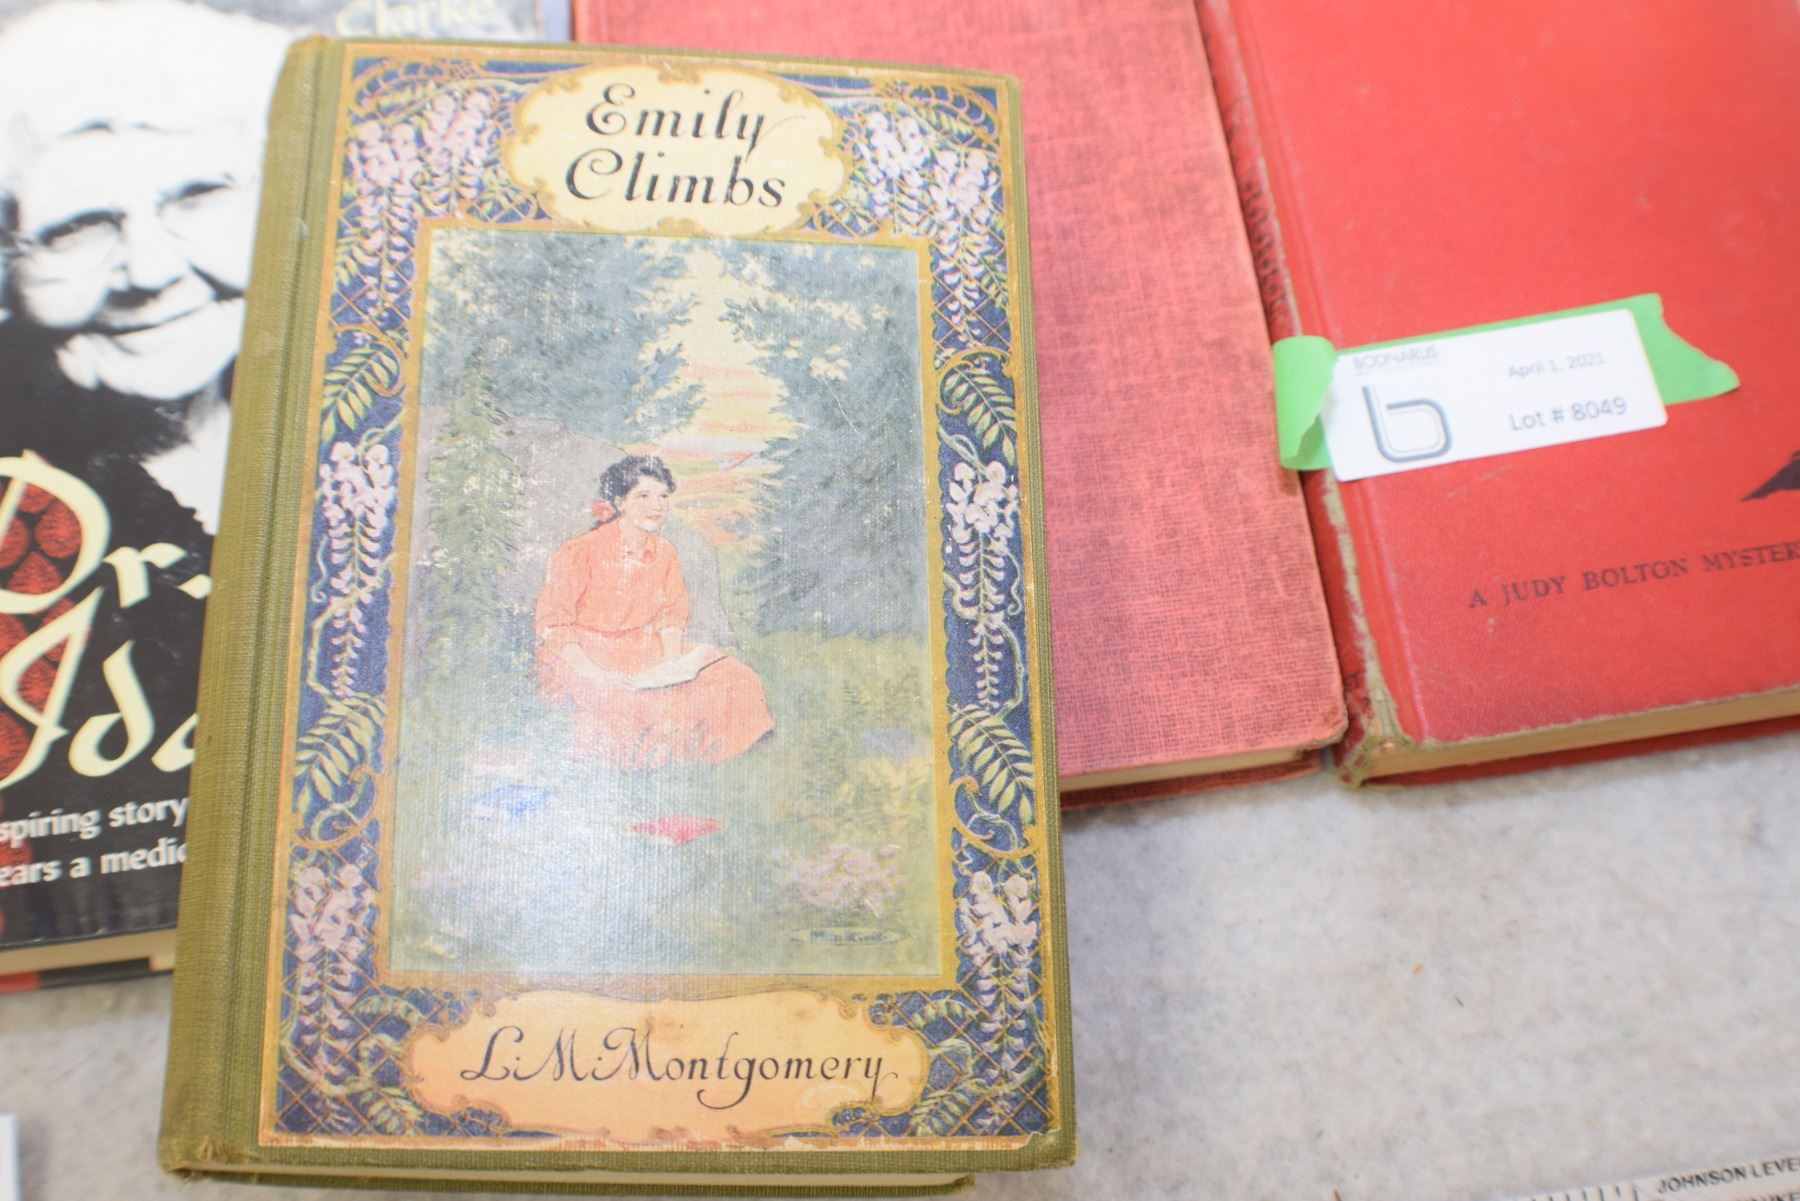 Clarke
Dr.
Ida
spiring story
ears a medic
Emily
Climbs
L. M. Montgomery
BODNARUS
April 1, 2021
b
Lot # 8049
A JUDY BOLTON MYSTER
JOHNSON LEVE